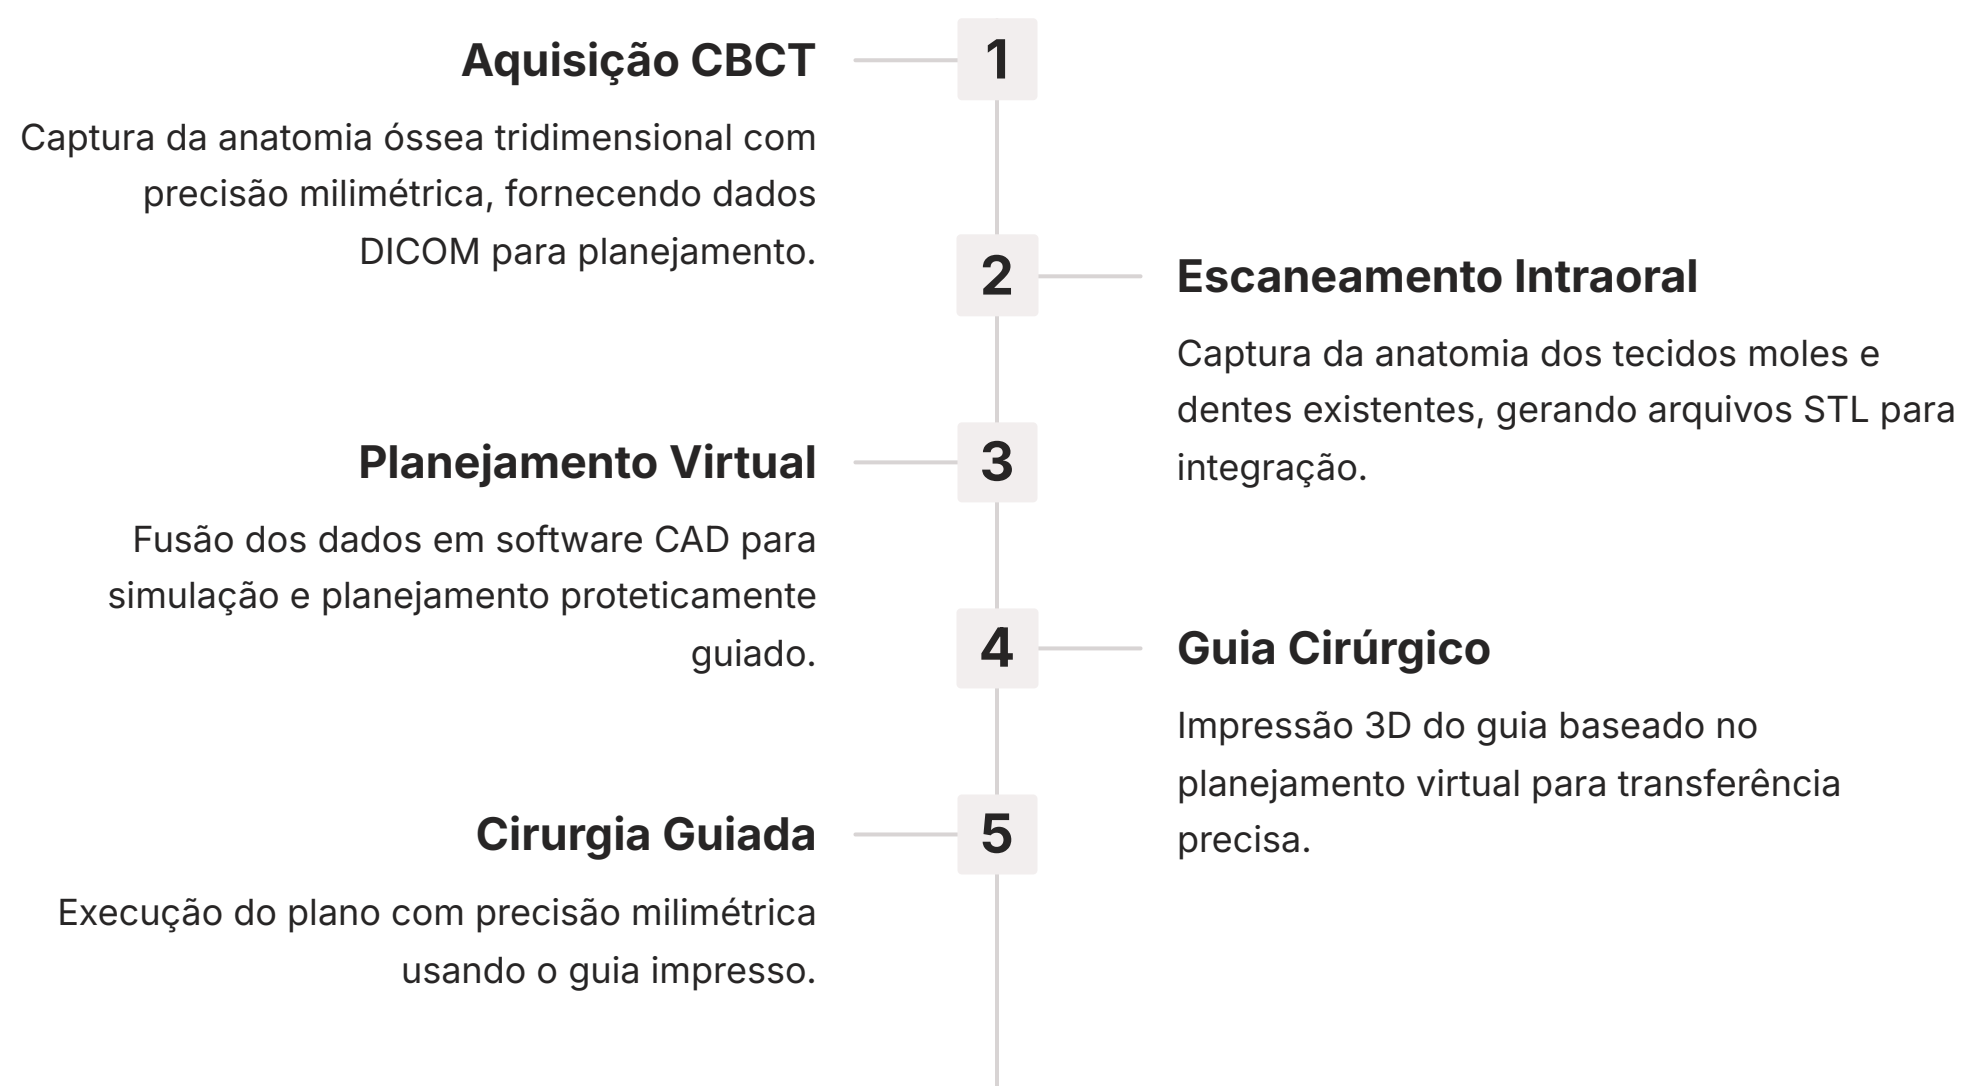 Aquisição CBCT
1
Captura da anatomia óssea tridimensional com
precisão milimétrica, fornecendo dados
DICOM para planejamento.
2
Escaneamento Intraoral
Captura da anatomia dos tecidos moles e
dentes existentes, gerando arquivos STL para
integração.
Planejamento Virtual
3
Fusão dos dados em software CAD para
simulação e planejamento proteticamente
guiado.
4
Guia Cirúrgico
Impressão 3D do guia baseado no
planejamento virtual para transferência
precisa.
Cirurgia Guiada
5
Execução do plano com precisão milimétrica
usando o guia impresso.